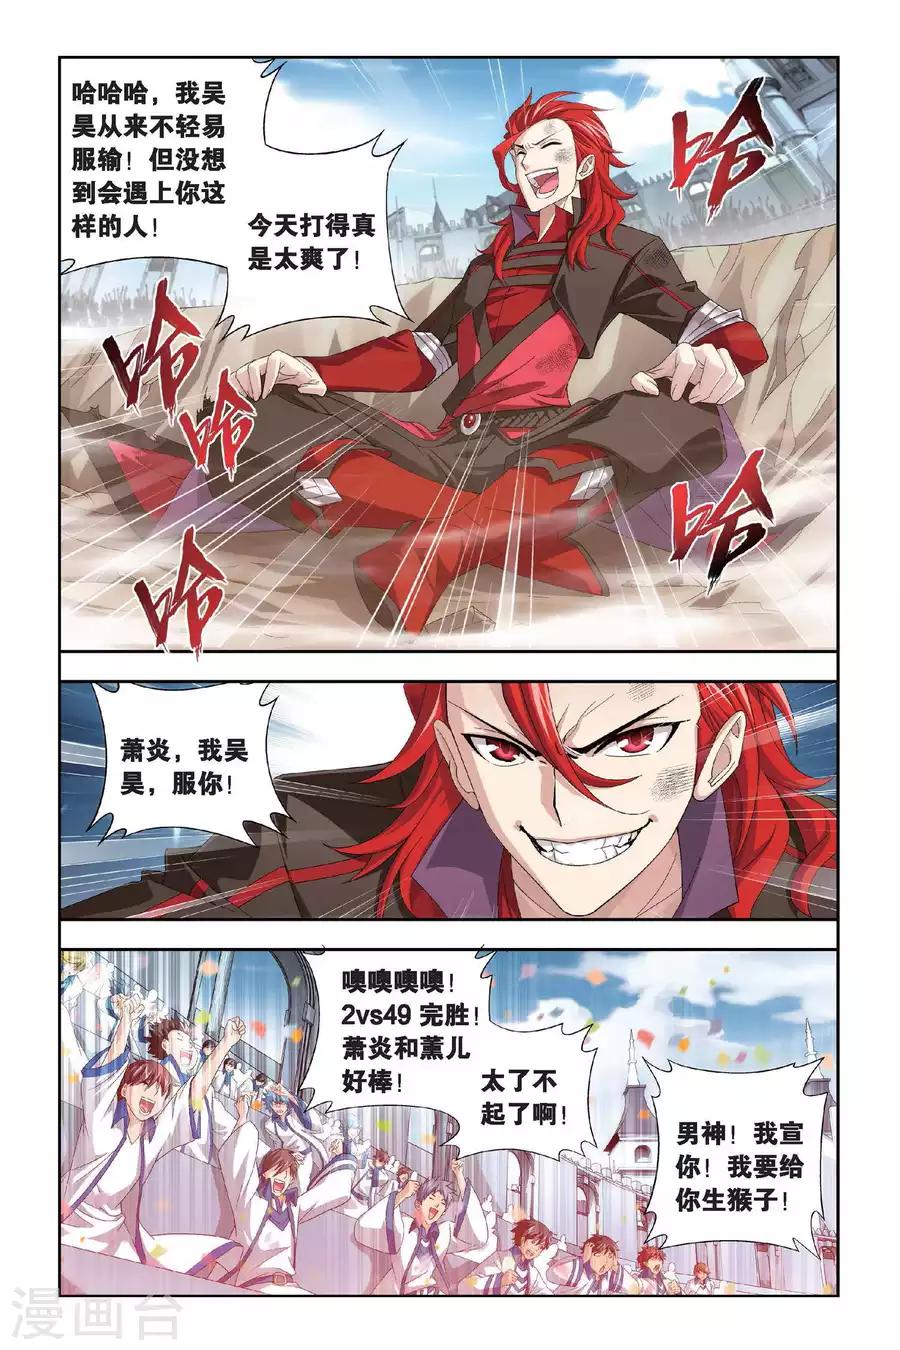 哈哈哈，我吴
昊从来不轻易
服输！但没想
到会遇上你这
样的人！
今天打得真
是太爽了！
哈
哈
哈
哈
哈
萧炎，我吴
昊，服你！
噢噢噢噢！
2vs49 完胜！
萧炎和薰儿
好棒！
太了不
起了啊！
男神！我宣
你！我要给
你生猴子！
漫画台